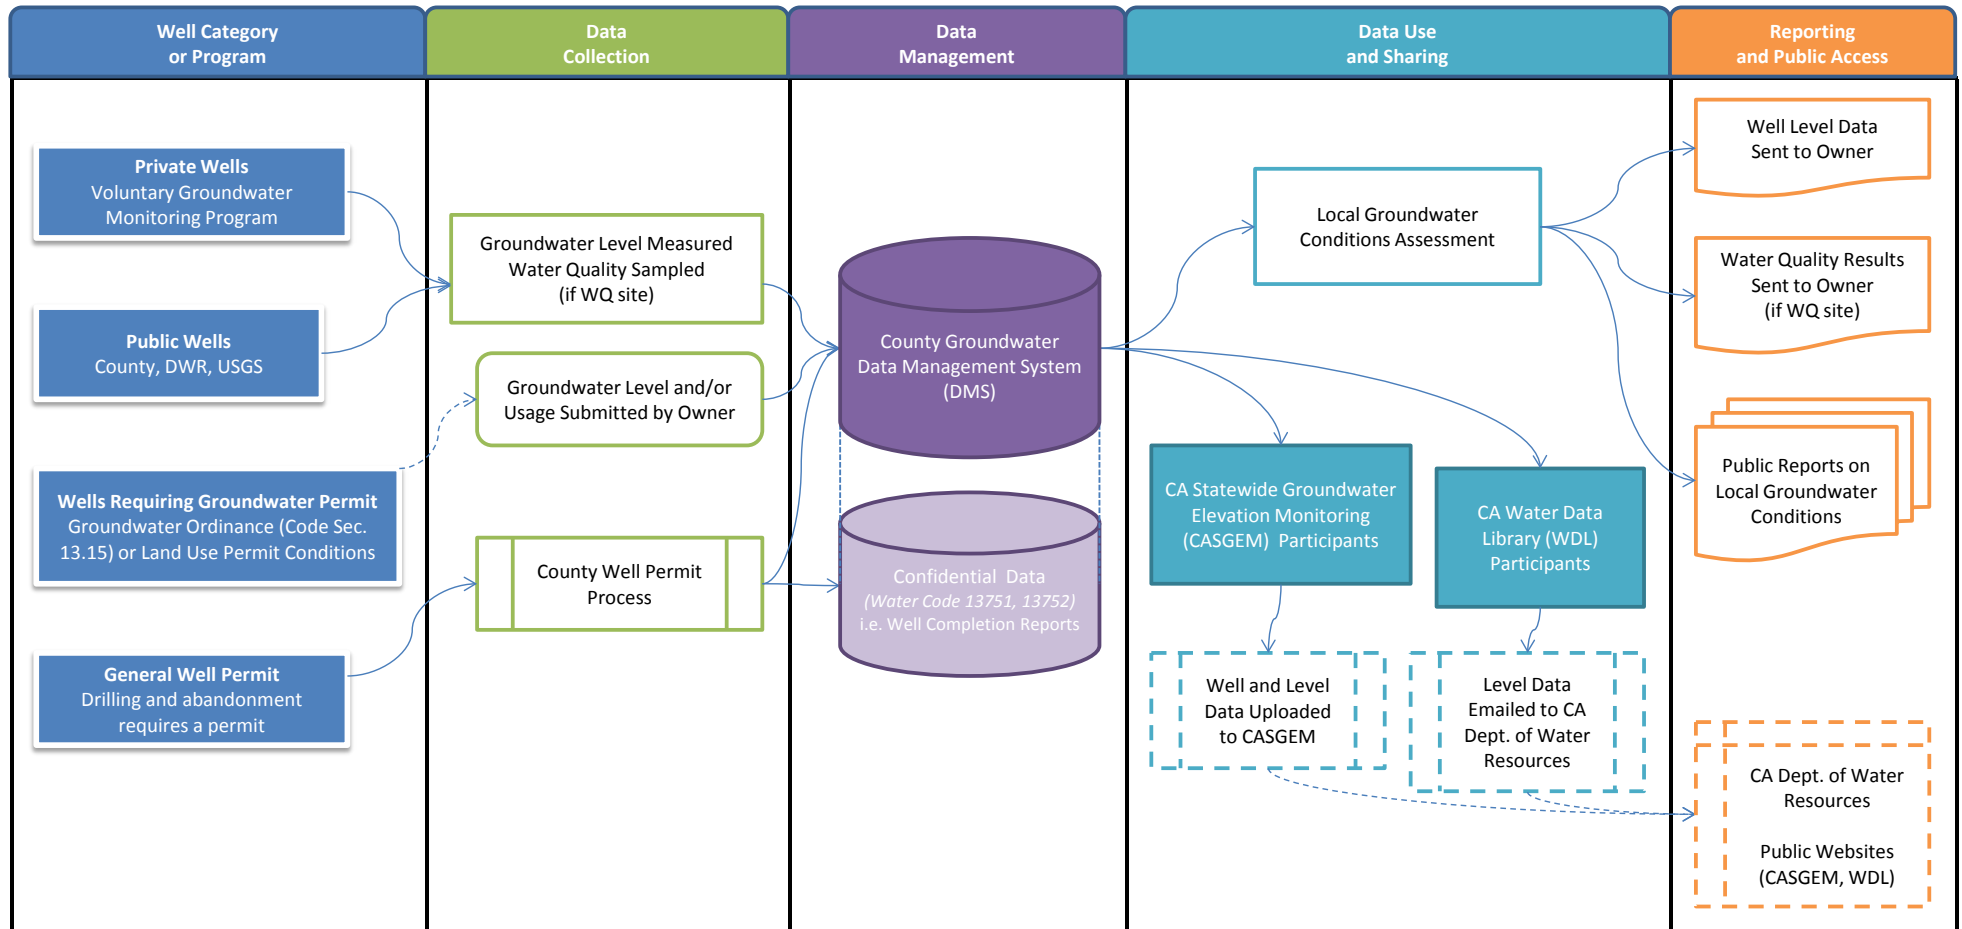 Well Category
or Program
Data
Collection
Data
Management
Data Use
and Sharing
Reporting
and Public Access
Private Wells
Voluntary Groundwater
Monitoring Program
Public Wells
County, DWR, USGS
Wells Requiring Groundwater Permit
Groundwater Ordinance (Code Sec.
13.15) or Land Use Permit Conditions
General Well Permit
Drilling and abandonment
requires a permit
Groundwater Level Measured
Water Quality Sampled
(if WQ site)
Groundwater Level and/or
Usage Submitted by Owner
County Well Permit
Process
County Groundwater
Data Management System
(DMS)
Confidential Data
(Water Code 13751, 13752)
i.e. Well Completion Reports
Local Groundwater
Conditions Assessment
CA Statewide Groundwater
Elevation Monitoring
(CASGEM) Participants
CA Water Data
Library (WDL)
Participants
Well and Level
Data Uploaded
to CASGEM
Level Data
Emailed to CA
Dept. of Water
Resources
Well Level Data
Sent to Owner
Water Quality Results
Sent to Owner
(if WQ site)
Public Reports on
Local Groundwater
Conditions
CA Dept. of Water
Resources
Public Websites
(CASGEM, WDL)